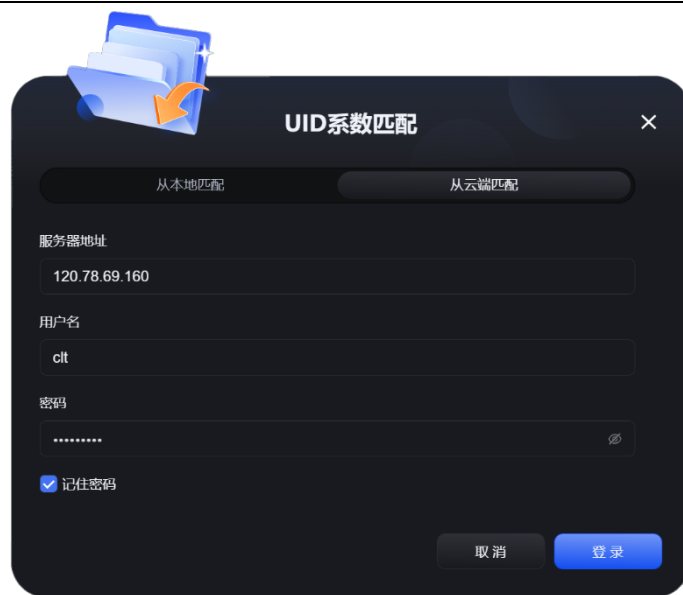 UID系数匹配
从本地匹配
从云端匹配
服务器地址
120.78.69.160
用户名
clt
密码
•••••••••
记住密码
取消
登录